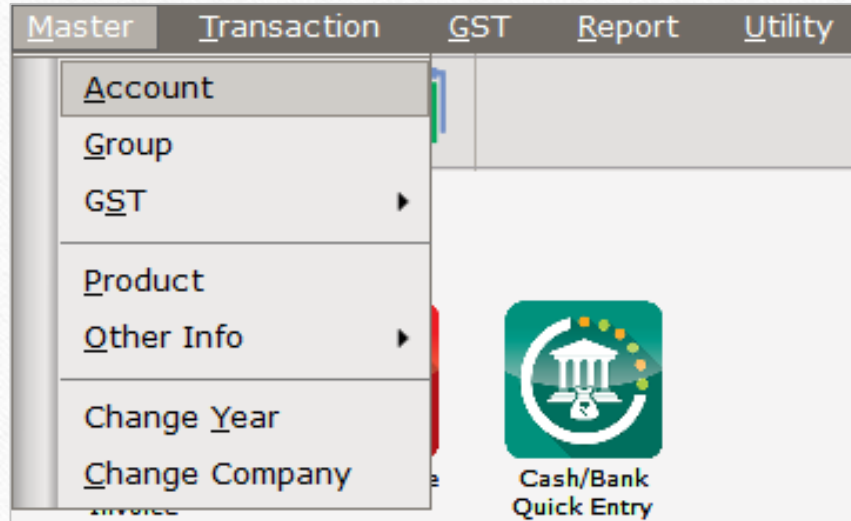 Master Transaction GST Report Utility
Account
Group
GST
Product
Other Info
Change Year
Change Company
Cash/Bank
Quick Entry